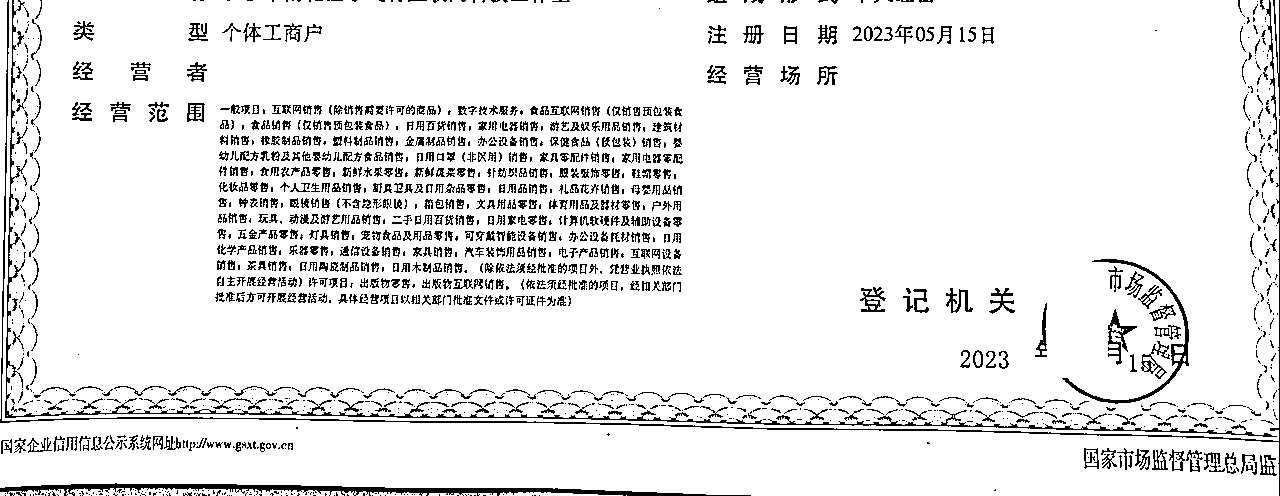 类 型 个体工商户
注册日期 2023年05月15日
经营者
经营场所
经营范围 一般项目：互联网销售（除销售需要许可的商品）；数字技术服务；食品互联网销售（仅销售预包装食
品）；食品销售（仅销售预包装食品）；日用百货销售；家用电器销售；游艺及娱乐用品销售；建筑材
料销售；橡胶制品销售；塑料制品销售；金属制品销售；办公设备销售；保健食品（预包装）销售；婴
幼儿配方乳粉及其他婴幼儿配方食品销售；日用口罩（非医用）销售；家具零配件销售；家用电器零配
件销售；食用农产品零售；新鲜水果零售；新鲜蔬菜零售；针纺织品销售；服装服饰零售；鞋帽零售；
化妆品零售；个人卫生用品销售；厨具卫具及日用杂品零售；日用品销售；礼品花卉销售；母婴用品销
售；钟表销售；眼镜销售（不含隐形眼镜）；箱包销售；文具用品零售；体育用品及器材零售；户外用
品销售；玩具、动漫及游艺用品销售；二手日用百货销售；日用家电零售；计算机软硬件及辅助设备零
售；五金产品零售；灯具销售；宠物食品及用品零售；可穿戴智能设备销售；办公设备耗材销售；日用
化学产品销售；乐器零售；通信设备销售；家具销售；汽车装饰用品销售；电子产品销售；互联网设备
销售；茶具销售；日用陶瓷制品销售；日用木制品销售。（除依法须经批准的项目外，凭营业执照依法
自主开展经营活动）许可项目：出版物零售；出版物互联网销售。（依法须经批准的项目，经相关部门
批准后方可开展经营活动，具体经营项目以相关部门批准文件或许可证件为准）
登记机关
市场监督管理局
2023 年 月 15 日
国家企业信用信息公示系统网址http://www.gsxt.gov.cn
国家市场监督管理总局监